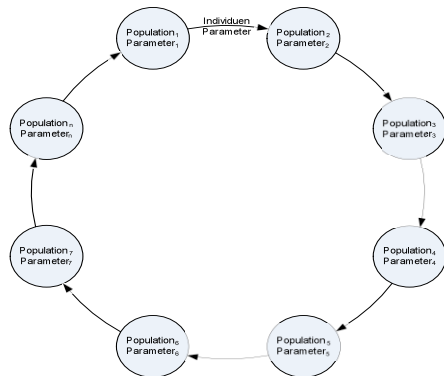 Population₁
Parameter₁
Individuen
Parameter
Population₂
Parameter₂
Population₃
Parameter₃
Population₄
Parameter₄
Population₅
Parameter₅
Population₆
Parameter₆
Population₇
Parameter₇
Populationₙ
Parameterₙ